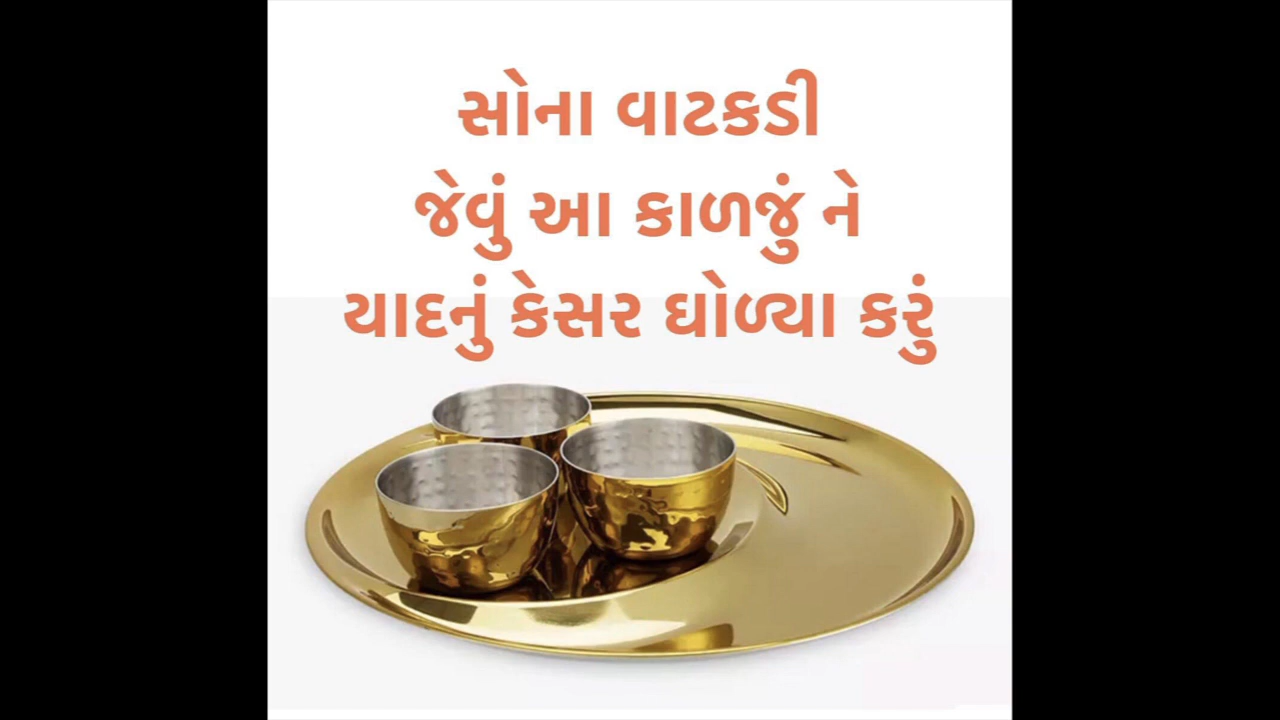 સોના વાટકડી
જેવું આ કાળજું ને
યાદનું કેસર ઘોળ્યા કરું